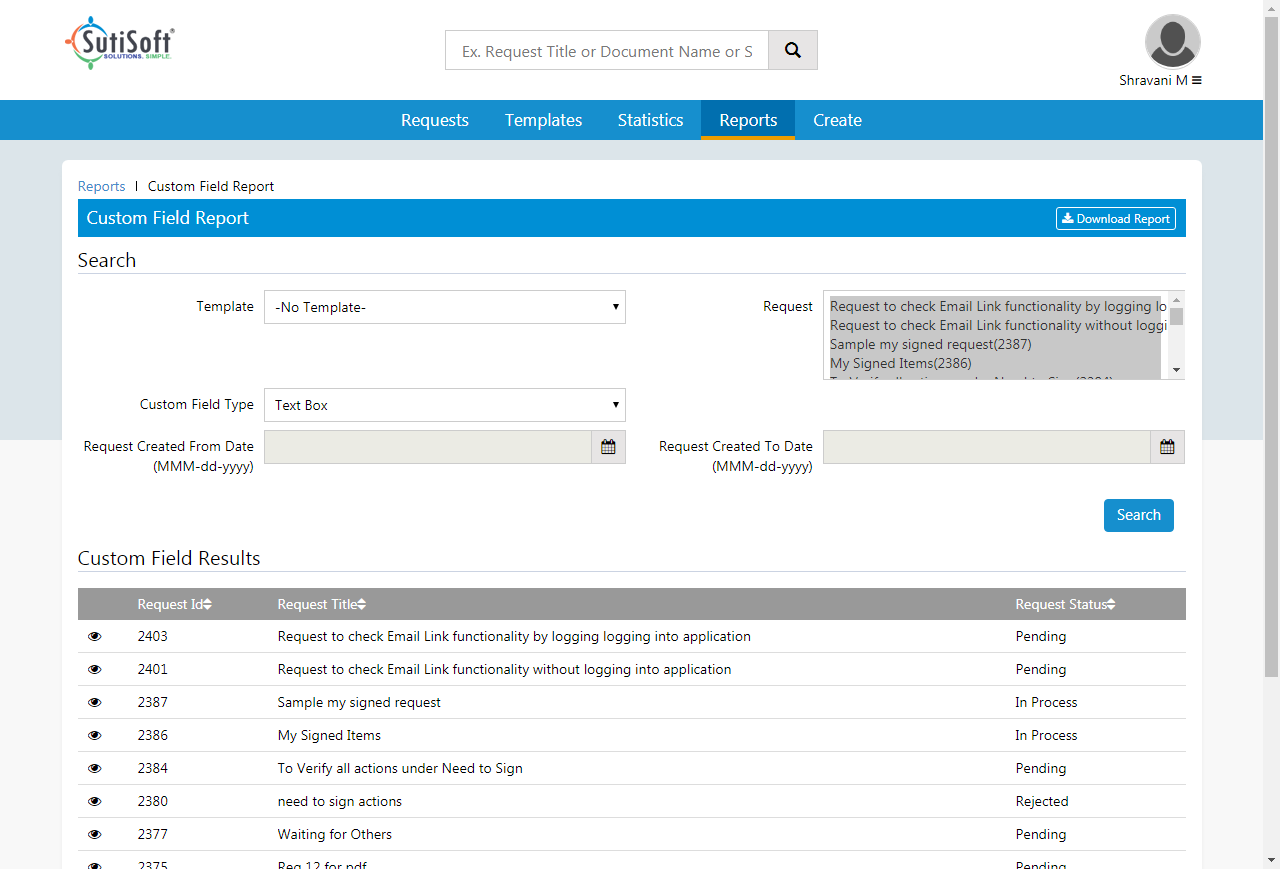 SutiSoft®
SOLUTIONS. SIMPLE.
Ex. Request Title or Document Name or S
Shravani M
Requests Templates Statistics Reports Create
Reports | Custom Field Report
Custom Field Report Download Report
Search
Template -No Template- Request
Request to check Email Link functionality by logging lo
Request to check Email Link functionality without loggi
Sample my signed request(2387)
My Signed Items(2386)
Custom Field Type Text Box
Request Created From Date Request Created To Date
(MMM-dd-yyyy) (MMM-dd-yyyy)
Search
Custom Field Results
Request Id Request Title Request Status
2403 Request to check Email Link functionality by logging logging into application Pending
2401 Request to check Email Link functionality without logging into application Pending
2387 Sample my signed request In Process
2386 My Signed Items In Process
2384 To Verify all actions under Need to Sign Pending
2380 need to sign actions Rejected
2377 Waiting for Others Pending
2375 Req 12 for pdf Pending